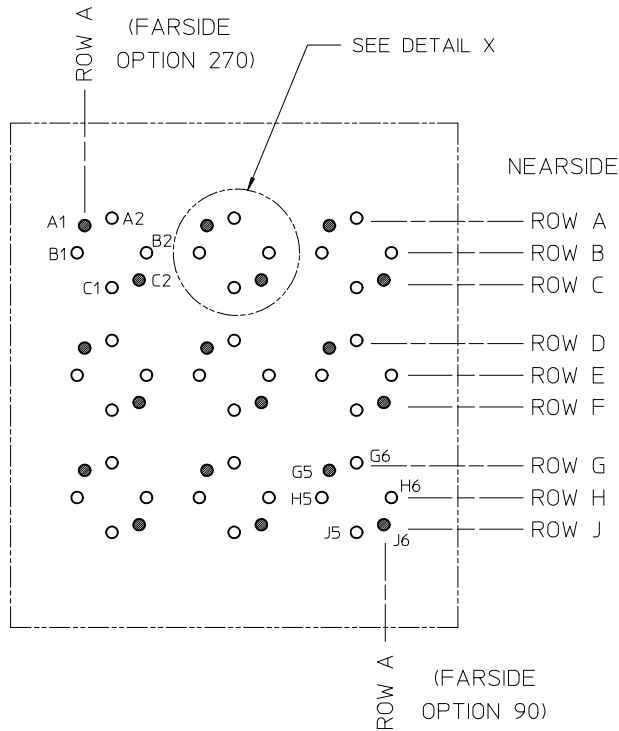 ROW A
(FARSIDE
OPTION 270)
SEE DETAIL X
NEARSIDE
A1
A2
B1
B2
C1
C2
ROW A
ROW B
ROW C
ROW D
ROW E
ROW F
G5
G6
H5
H6
J5
J6
ROW G
ROW H
ROW J
ROW A
(FARSIDE
OPTION 90)